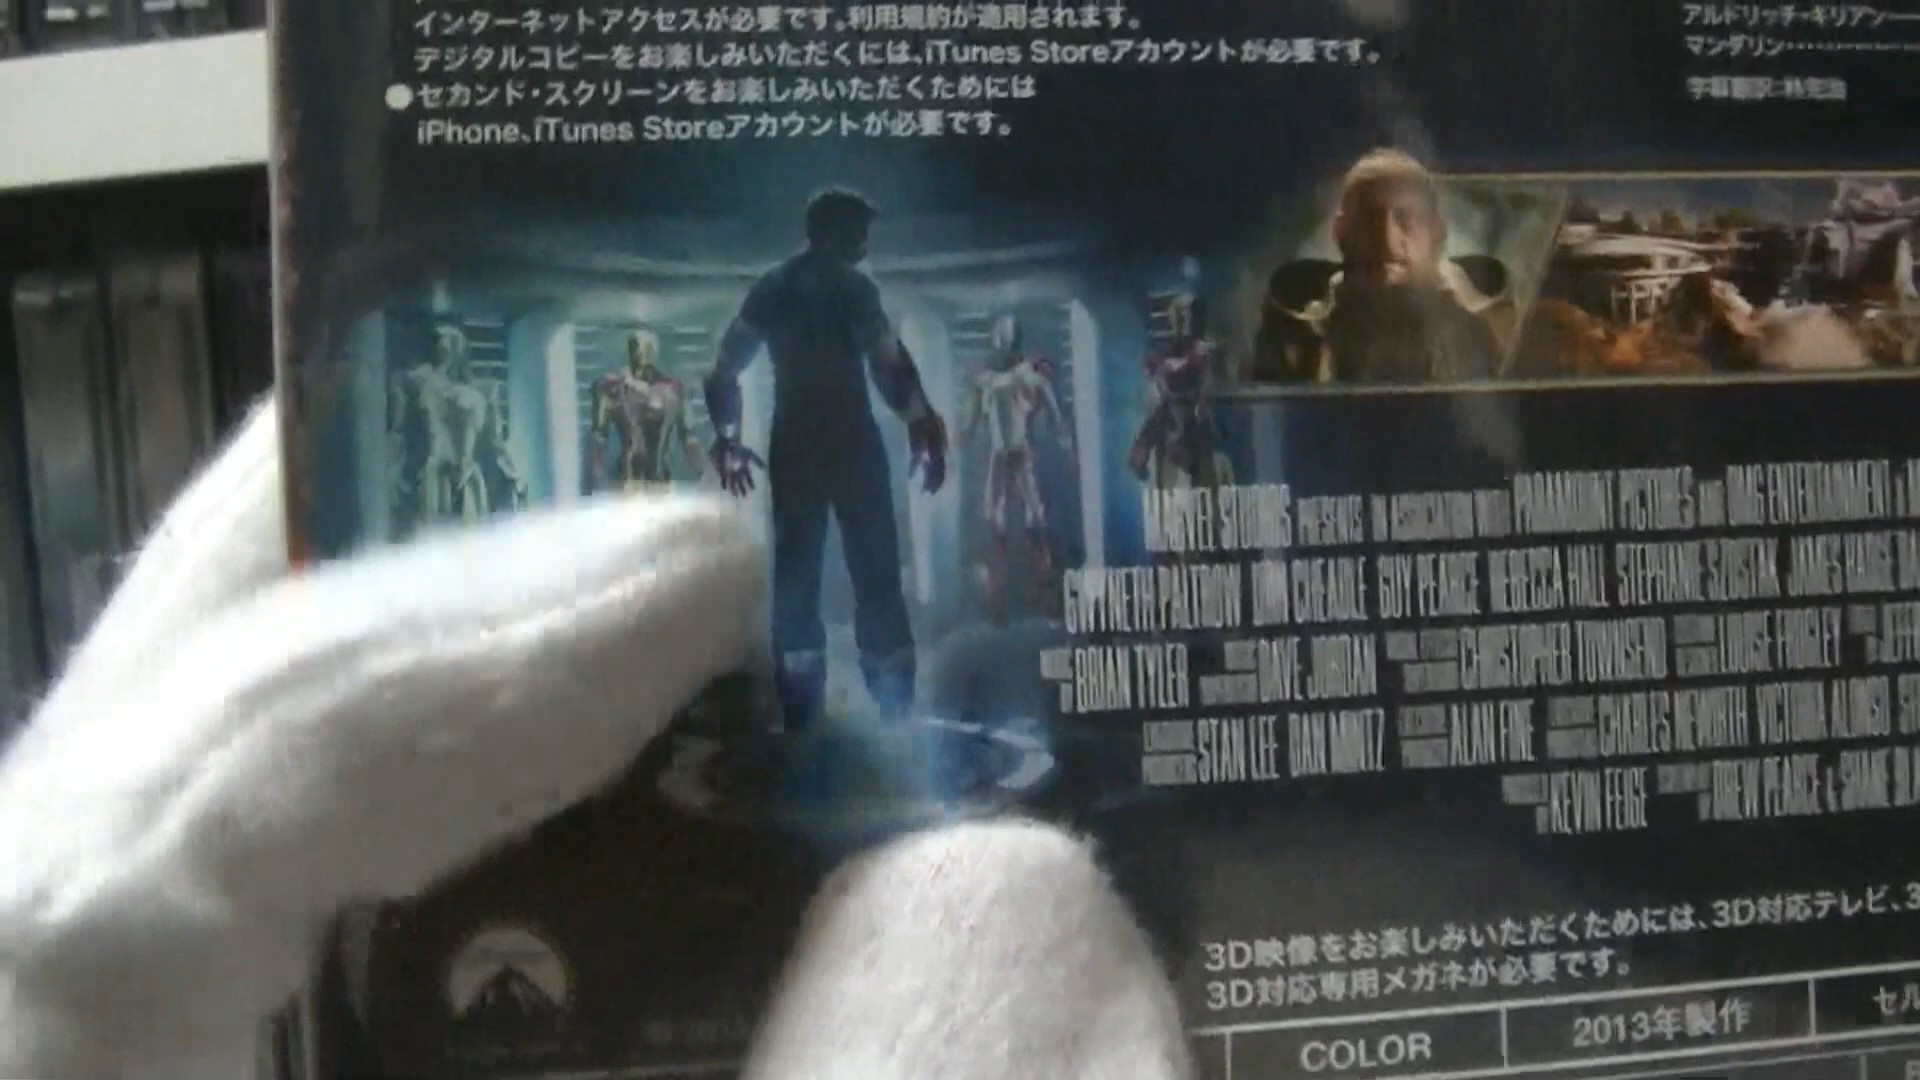 インターネットアクセスが必要です。利用規約が適用されます。
デジタルコピーをお楽しみいただくには、iTunes Storeアカウントが必要です。
●セカンド・スクリーンをお楽しみいただくためには
iPhone、iTunes Storeアカウントが必要です。
アルドリッチ・キリアン
マンダリン
MARVEL STUDIOS PRESENTS IN ASSOCIATION WITH PARAMOUNT PICTURES AND DMG ENTERTAINMENT
GWYNETH PALTROW DON CHEADLE GUY PEARCE REBECCA HALL STEPHANIE SZOSTAK JAMES BADGE
BRIAN TYLER DAVE JORDAN CHRISTOPHER TOWNSEND LOUISE FROGLEY
STAN LEE DAN MINTZ ALAN FINE CHARLES NEWIRTH VICTORIA ALONSO
KEVIN FEIGE DREW PEARCE & SHANE
3D映像をお楽しみいただくためには、3D対応テレビ、3
3D対応専用メガネが必要です。
COLOR 2013年製作 セル